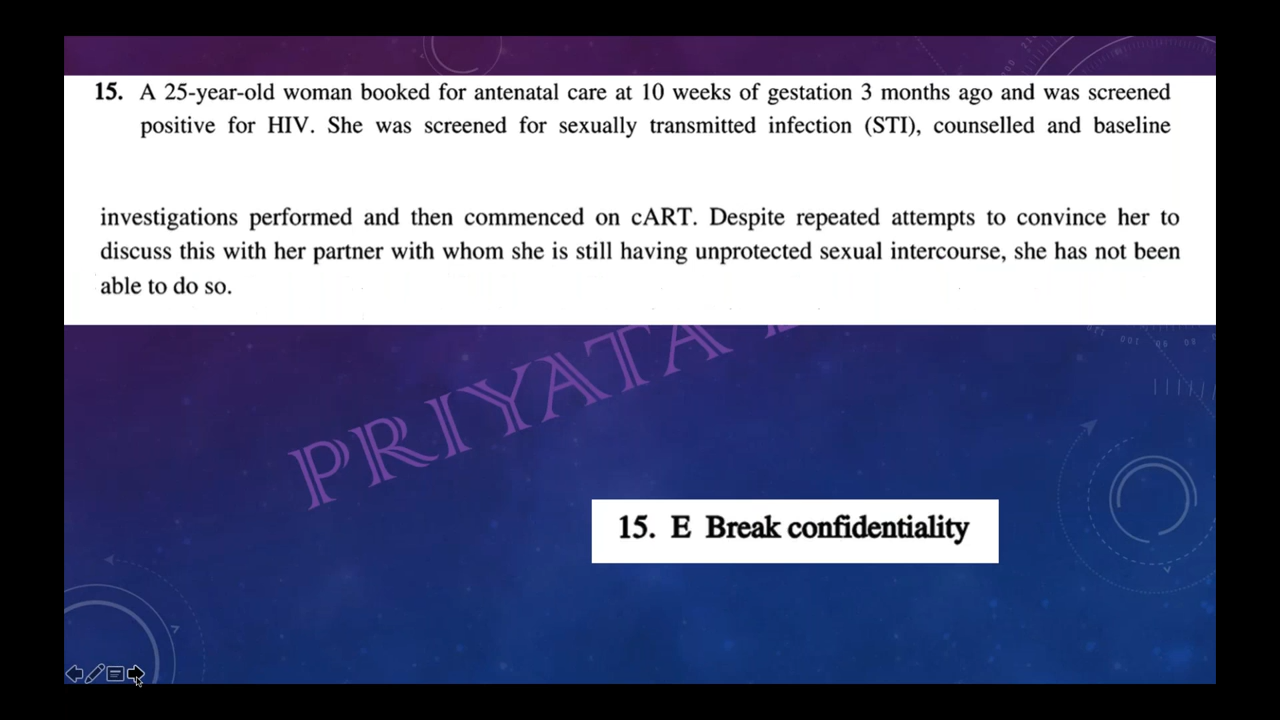 15. A 25-year-old woman booked for antenatal care at 10 weeks of gestation 3 months ago and was screened
positive for HIV. She was screened for sexually transmitted infection (STI), counselled and baseline
investigations performed and then commenced on cART. Despite repeated attempts to convince her to
discuss this with her partner with whom she is still having unprotected sexual intercourse, she has not been
able to do so.
PRIYATA
15. E Break confidentiality